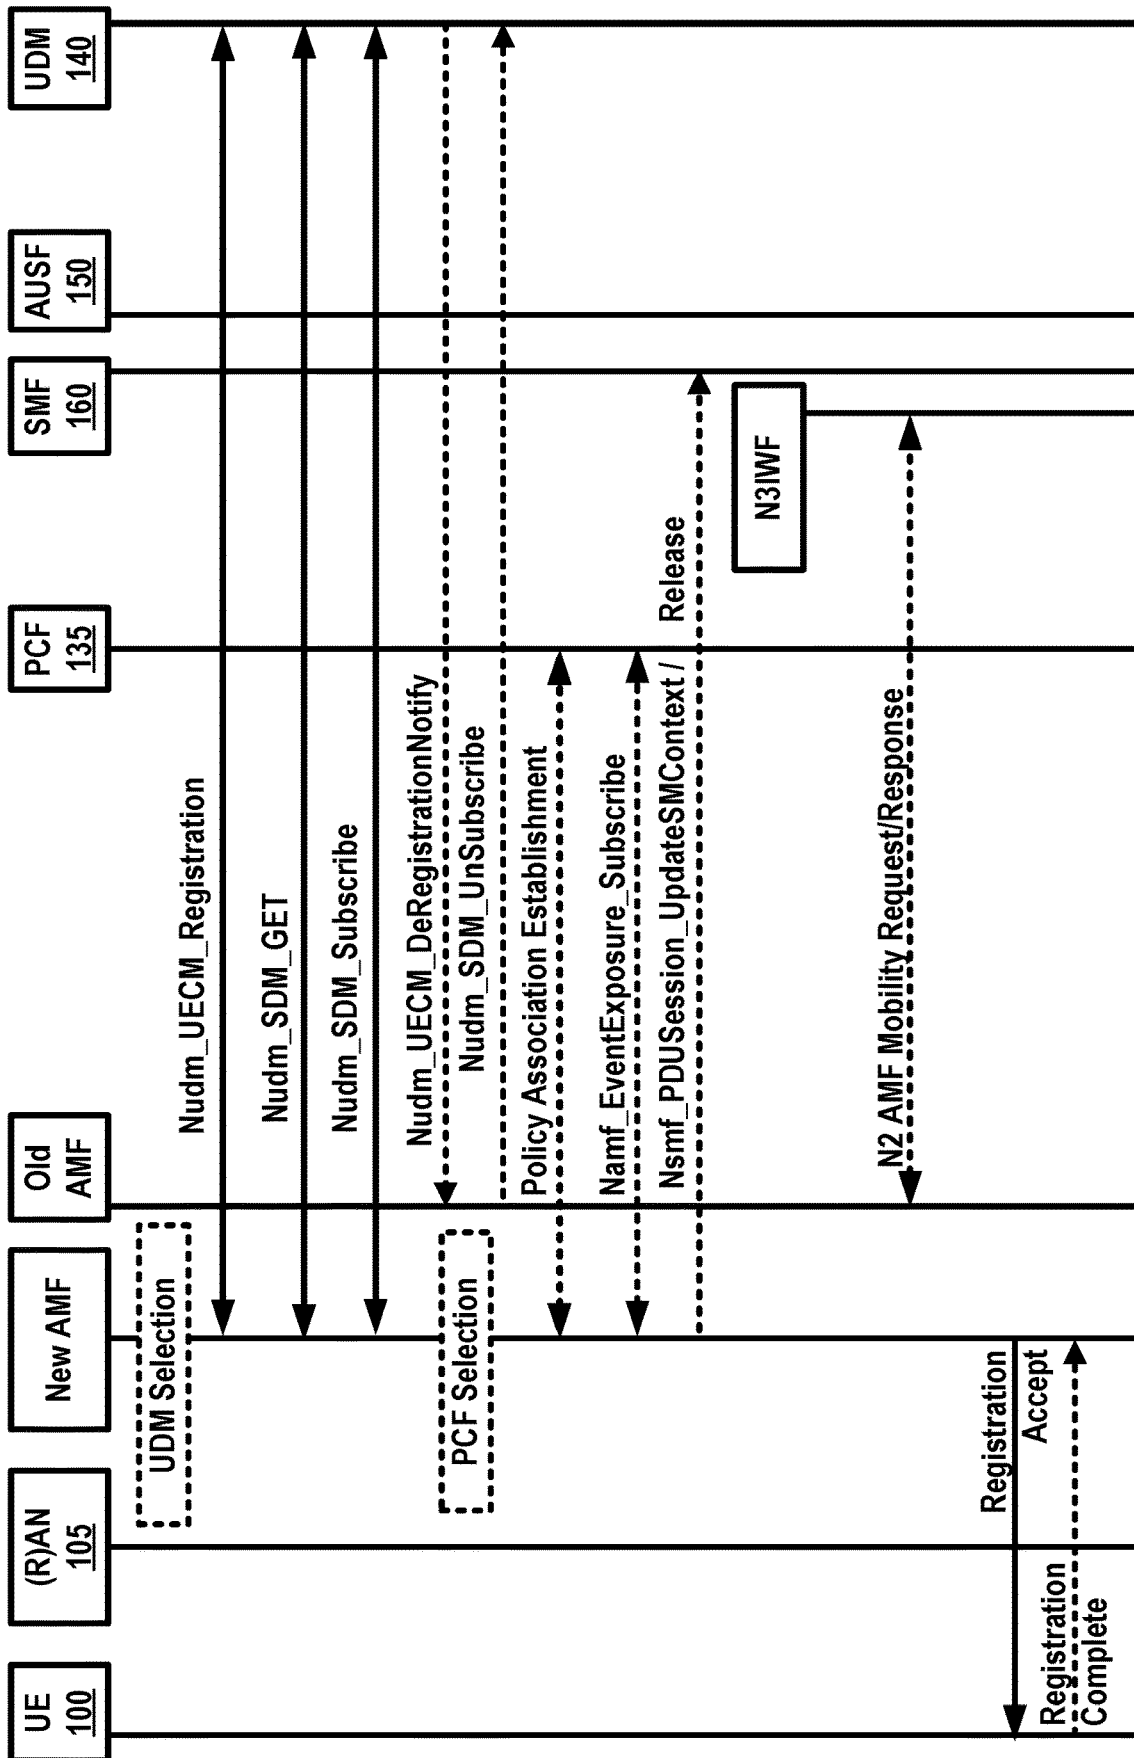 UE
100
(R)AN
105
New AMF
Old
AMF
PCF
135
SMF
160
AUSF
150
UDM
140
UDM Selection
Nudm_UECM_Registration
Nudm_SDM_GET
Nudm_SDM_Subscribe
Nudm_UECM_DeRegistrationNotify
PCF Selection
Nudm_SDM_UnSubscribe
Policy Association Establishment
Namf_EventExposure_Subscribe
Nsmf_PDUSession_UpdateSMContext / Release
N3IWF
N2 AMF Mobility Request/Response
Registration
Accept
Registration
Complete